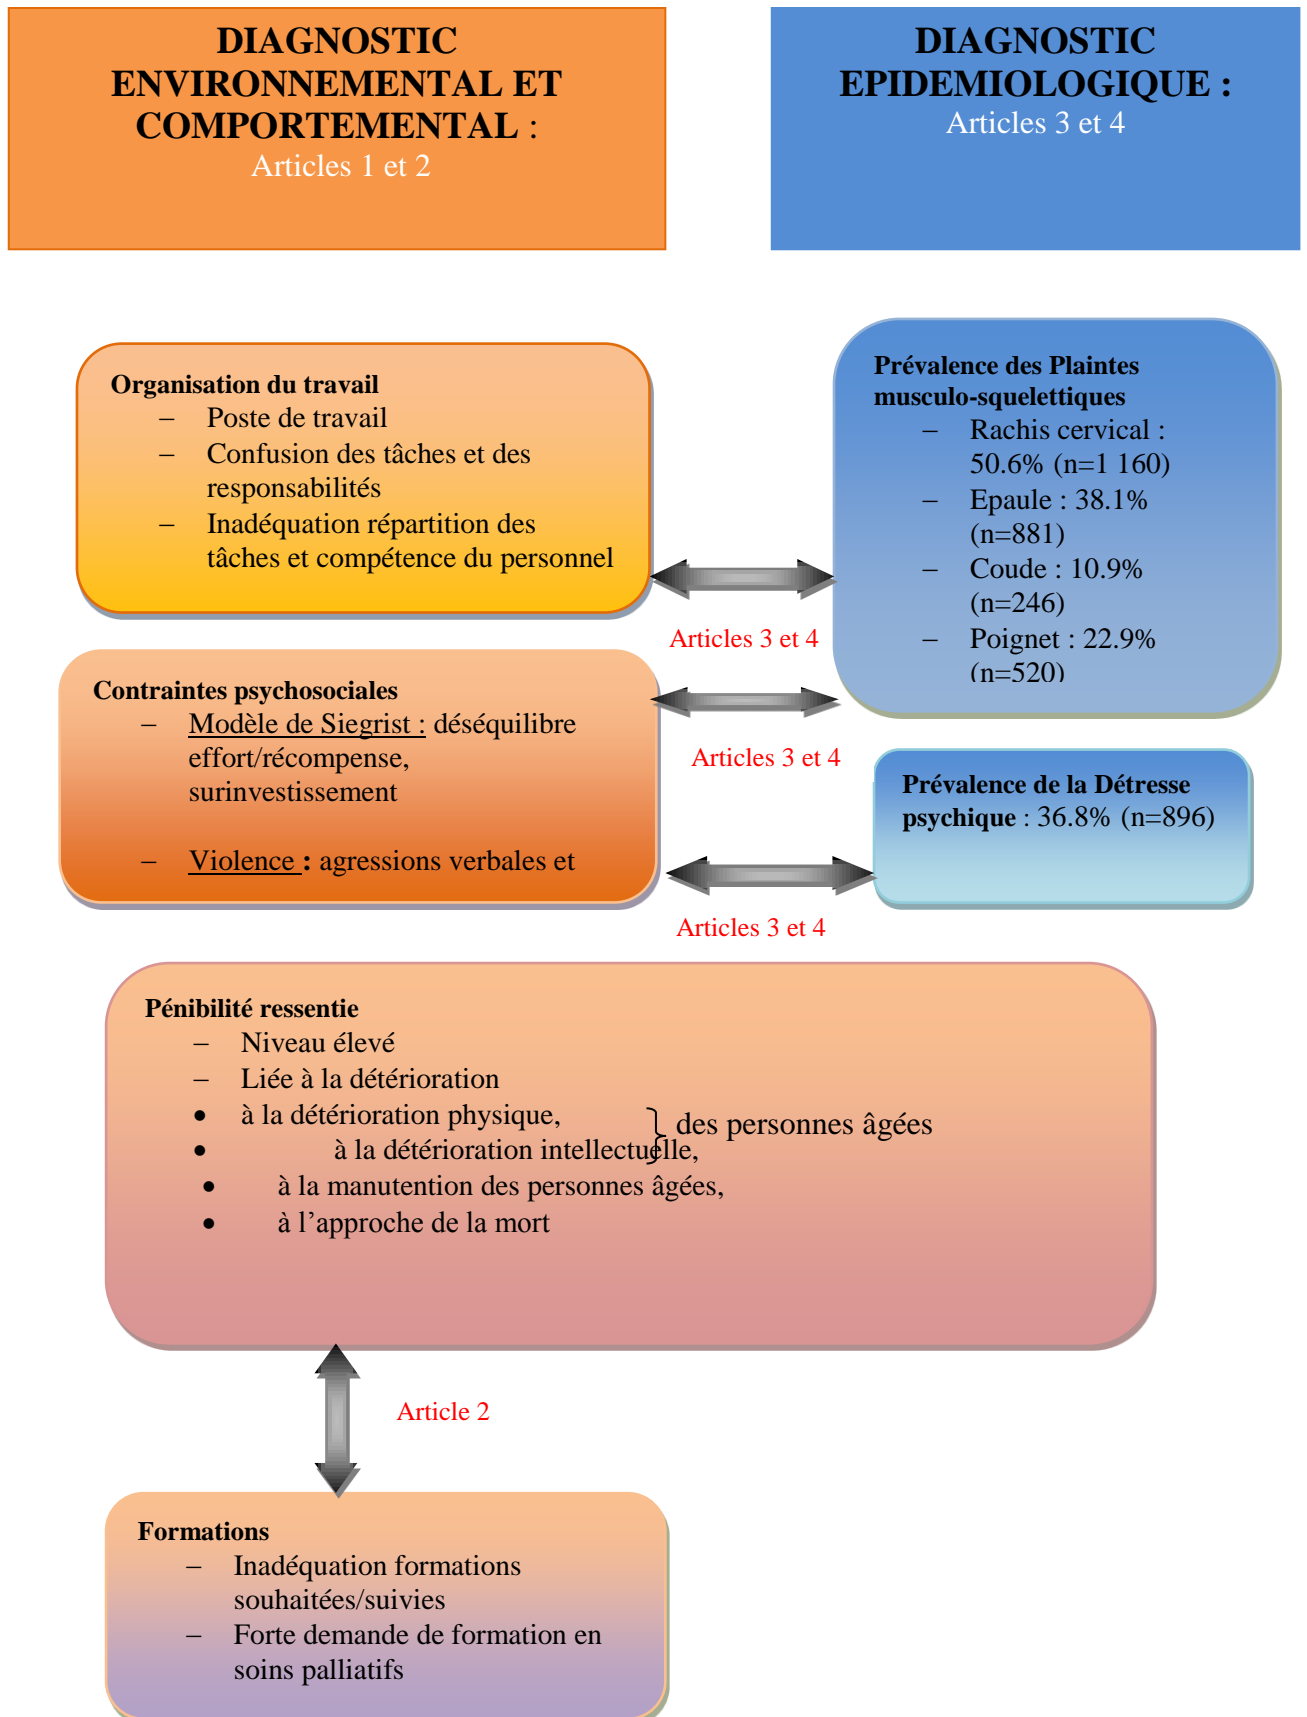 DIAGNOSTIC
ENVIRONNEMENTAL ET
COMPORTEMENTAL :
Articles 1 et 2
DIAGNOSTIC
EPIDEMIOLOGIQUE :
Articles 3 et 4
Organisation du travail
– Poste de travail
– Confusion des tâches et des
responsabilités
– Inadéquation répartition des
tâches et compétence du personnel
Prévalence des Plaintes
musculo-squelettiques
– Rachis cervical :
50.6% (n=1 160)
– Epaule : 38.1%
(n=881)
– Coude : 10.9%
(n=246)
– Poignet : 22.9%
(n=520)
Articles 3 et 4
Contraintes psychosociales
– Modèle de Siegrist : déséquilibre
effort/récompense,
surinvestissement
– Violence : agressions verbales et
Articles 3 et 4
Prévalence de la Détresse
psychique : 36.8% (n=896)
Articles 3 et 4
Pénibilité ressentie
– Niveau élevé
– Liée à la détérioration
• à la détérioration physique,
• à la détérioration intellectuelle,
des personnes âgées
• à la manutention des personnes âgées,
• à l’approche de la mort
Article 2
Formations
– Inadéquation formations
souhaitées/suivies
– Forte demande de formation en
soins palliatifs